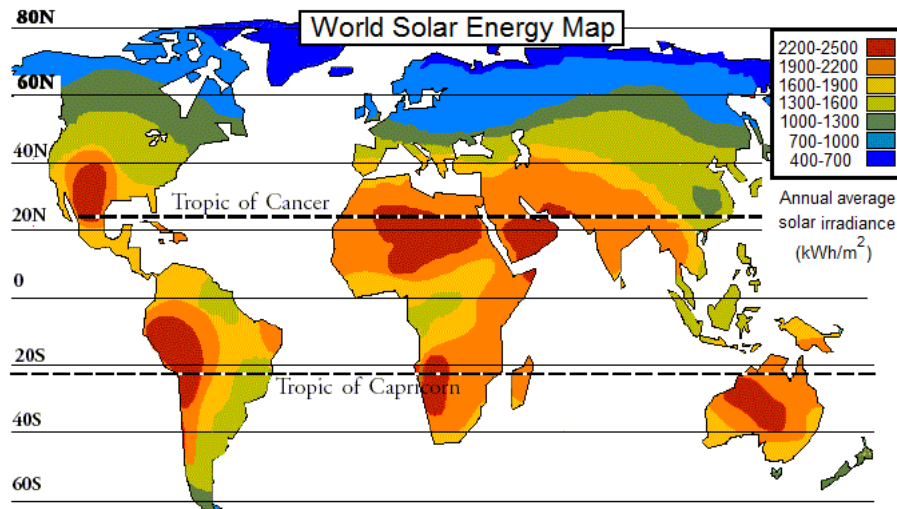 80N
World Solar Energy Map
2200-2500
1900-2200
1600-1900
1300-1600
1000-1300
700-1000
400-700
60N
40N
Annual average
solar irradiance
(kWh/m²)
Tropic of Cancer
20N
0
20S
Tropic of Capricorn
40S
60S